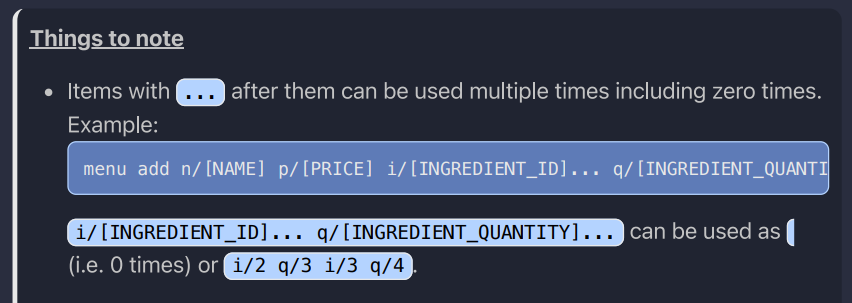 Things to note
• Items with ... after them can be used multiple times including zero times.
Example:
menu add n/[NAME] p/[PRICE] i/[INGREDIENT_ID]... q/[INGREDIENT_QUANTI
i/[INGREDIENT_ID]... q/[INGREDIENT_QUANTITY]... can be used as
(i.e. 0 times) or i/2 q/3 i/3 q/4.